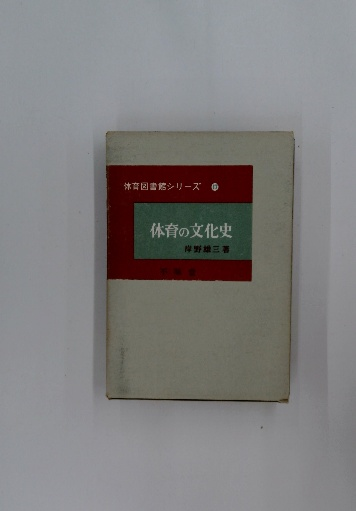 体育図書館シリーズ
体育の文化史
岸野雄三著